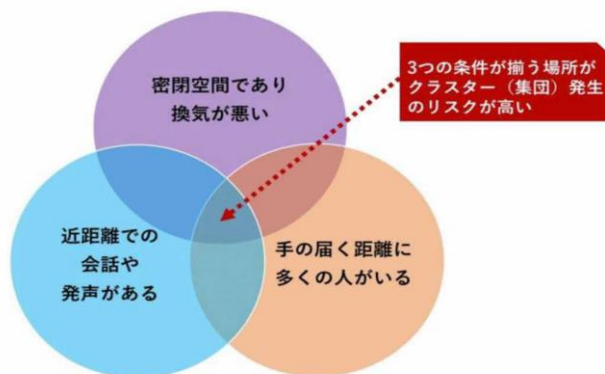 密閉空間であり
換気が悪い
3つの条件が揃う場所が
クラスター（集団）発生
のリスクが高い
近距離での
会話や
発声がある
手の届く距離に
多くの人がいる